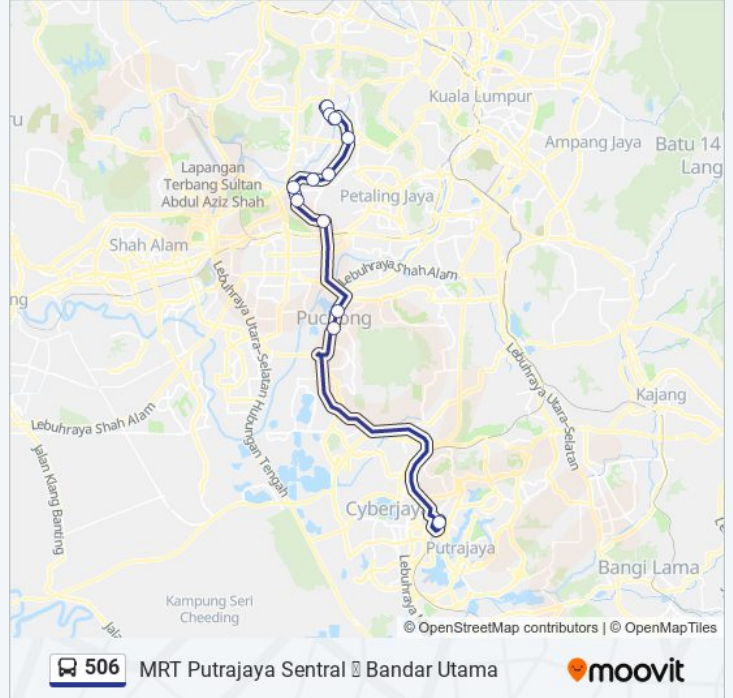 Kuala Lumpur
ru
Ampang Jaya
Batu 14
Lang
Lapangan
Terbang Sultan
Abdul Aziz Shah
Petaling Jaya
Shah Alam
Lebuhraya Shah Alam
ng
Puchong
Lebuhraya Utara-Selatan Hubungan Tengah
Lebuhraya Utara-Selatan
Kajang
Lebuhraya Shah Alam
Jalan Klang Banting
Cyberjaya
Putrajaya
Bangi Lama
Kampung Seri
Cheeding
Jala
Lebuhraya M
© OpenStreetMap contributors | © OpenMapTiles
506 MRT Putrajaya Sentral ▯ Bandar Utama
moovit